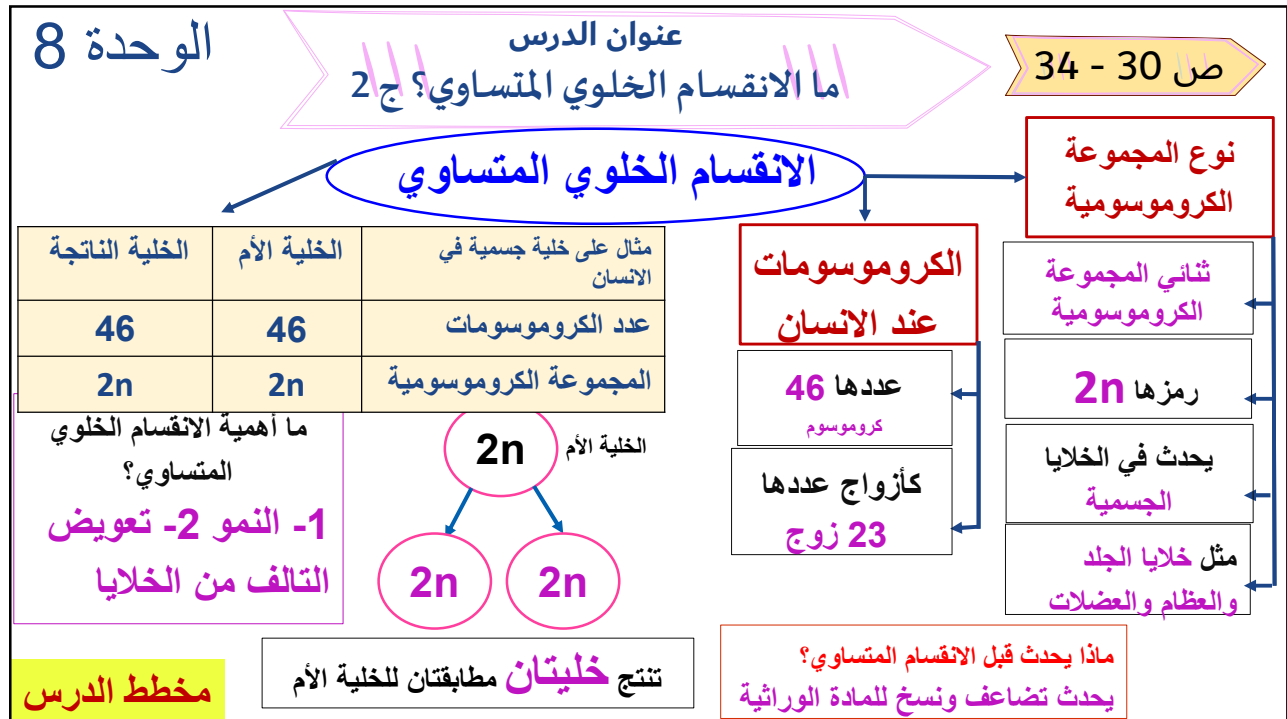 ص 30 - 34
عنوان الدرس
ما الانقسام الخلوي المتساوي؟ ج 2
الوحدة 8
الانقسام الخلوي المتساوي
نوع المجموعة
الكروموسومية
ثنائي المجموعة
الكروموسومية
رمزها 2n
يحدث في الخلايا
الجسمية
مثل خلايا الجلد
والعظام والعضلات
الكروموسومات
عند الانسان
عددها 46
كروموسوم
كأزواج عددها
23 زوج
مثال على خلية جسمية في الانسان الخلية الأم الخلية الناتجة
عدد الكروموسومات 46 46
المجموعة الكروموسومية 2n 2n
الخلية الأم 2n
2n 2n
ما أهمية الانقسام الخلوي
المتساوي؟
1- النمو 2- تعويض
التالف من الخلايا
ماذا يحدث قبل الانقسام المتساوي؟
يحدث تضاعف ونسخ للمادة الوراثية
تنتج خليتان مطابقتان للخلية الأم
مخطط الدرس